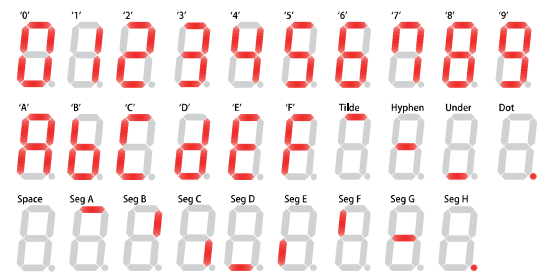 ‘0’ ‘1’ ‘2’ ‘3’ ‘4’ ‘5’ ‘6’ ‘7’ ‘8’ ‘9’
‘A’ ‘B’ ‘C’ ‘D’ ‘E’ ‘F’ Tilde Hyphen Under Dot
Space Seg A Seg B Seg C Seg D Seg E Seg F Seg G Seg H